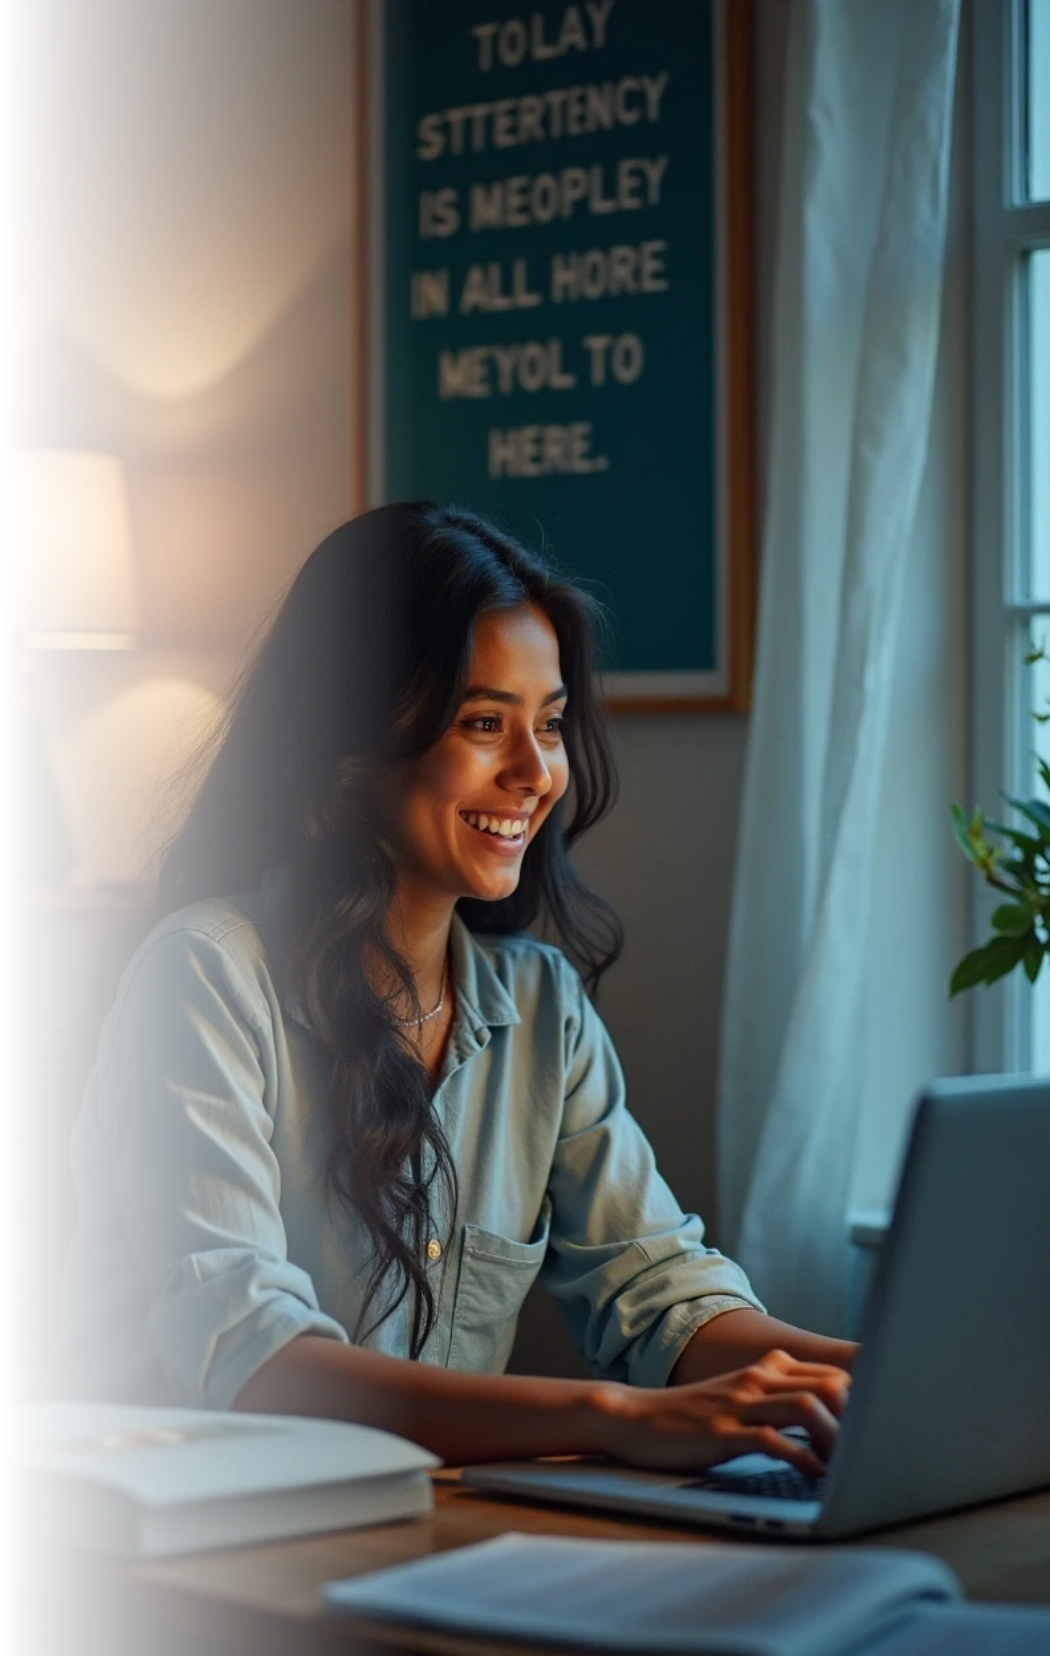 TOLAY
STTERTENCY
IS MEOPLEY
IN ALL HORE
MEYOL TO
HERE.